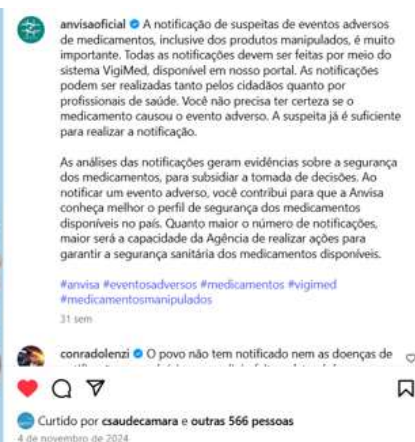 anvisaoficial A notificação de suspeitas de eventos adversos
de medicamentos, inclusive dos produtos manipulados, é muito
importante. Todas as notificações devem ser feitas por meio do
sistema VigiMed, disponível em nosso portal. As notificações
podem ser realizadas tanto pelos cidadãos quanto por
profissionais de saúde. Você não precisa ter certeza se o
medicamento causou o evento adverso. A suspeita já é suficiente
para realizar a notificação.
As análises das notificações geram evidências sobre a segurança
dos medicamentos, para subsidiar a tomada de decisões. Ao
notificar um evento adverso, você contribui para que a Anvisa
conheça melhor o perfil de segurança dos medicamentos
disponíveis no país. Quanto maior o número de notificações,
maior será a capacidade da Agência de realizar ações para
garantir a segurança sanitária dos medicamentos disponíveis.
#anvisa #eventosadversos #medicamentos #vigimed
#medicamentosmanipulados
31 sem
conradolenzi O povo não tem notificado nem as doenças de
Curtido por csaudecamara e outras 566 pessoas
4 de novembro de 2024